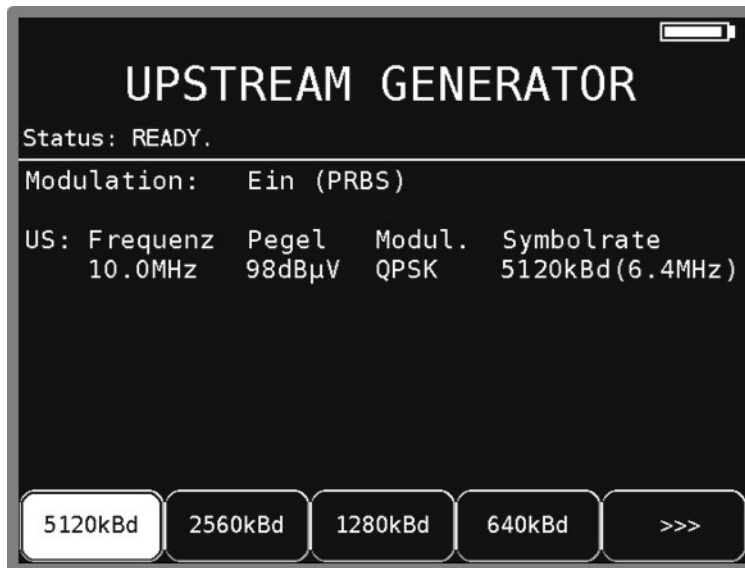 UPSTREAM GENERATOR
Status: READY.
Modulation: Ein (PRBS)
US: Frequenz Pegel Modul. Symbolrate
10.0MHz 98dBµV QPSK 5120kBd(6.4MHz)
5120kBd 2560kBd 1280kBd 640kBd >>>